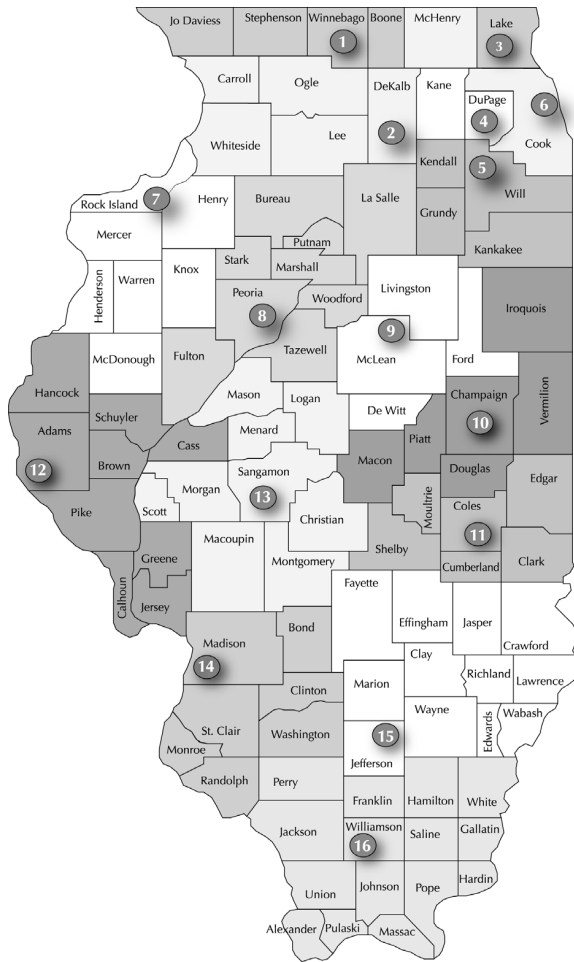 Jo Daviess
Stephenson
Winnebago
Boone
McHenry
Lake
1
3
Carroll
Ogle
DeKalb
Kane
DuPage
6
4
2
Cook
Whiteside
Lee
Kendall
5
La Salle
Will
Rock Island
7
Henry
Bureau
Grundy
Mercer
Putnam
Kankakee
Stark
Marshall
Knox
Henderson
Warren
Peoria
Woodford
Livingston
Iroquois
8
9
Tazewell
McLean
Ford
McDonough
Fulton
Hancock
Mason
Logan
De Witt
Champaign
Vermilion
Schuyler
Adams
Menard
10
Cass
Piatt
12
Brown
Macon
Sangamon
Douglas
13
Morgan
Moultrie
Edgar
Pike
Scott
Christian
Coles
11
Macoupin
Shelby
Greene
Montgomery
Cumberland
Clark
Calhoun
Jersey
Fayette
Effingham
Jasper
Crawford
Bond
Madison
14
Clay
Richland
Lawrence
Marion
Clinton
Wayne
Edwards
Wabash
St. Clair
Washington
15
Monroe
Jefferson
Randolph
Perry
Franklin
Hamilton
White
Jackson
Williamson
Saline
Gallatin
16
Union
Johnson
Pope
Hardin
Alexander
Pulaski
Massac